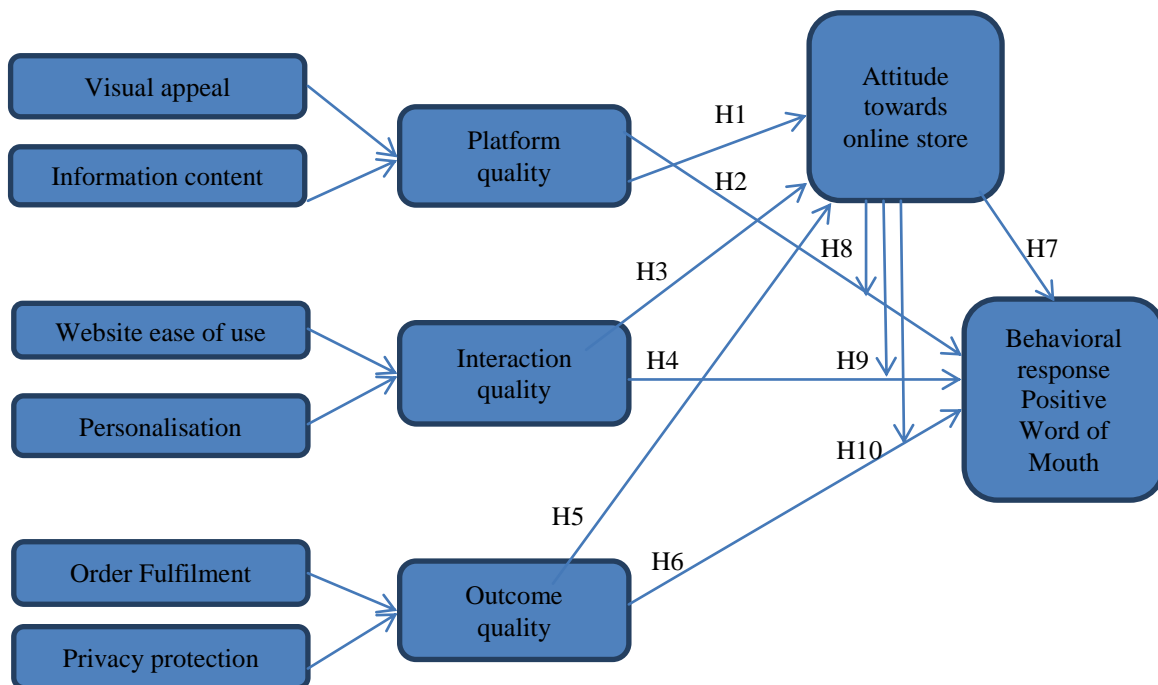 Visual appeal
Information content
Website ease of use
Personalisation
Order Fulfilment
Privacy protection
Platform
quality
Interaction
quality
Outcome
quality
H1
H2
H3
H4
H5
H6
H8
H9
H10
H7
Attitude
towards
online store
Behavioral
response
Positive
Word of
Mouth